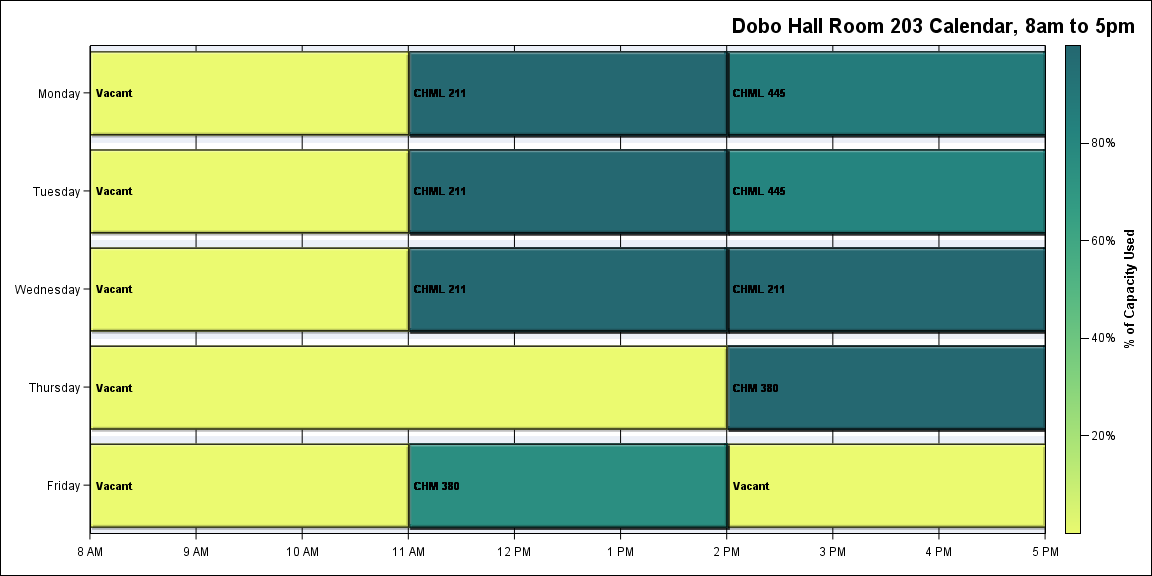 Dobo Hall Room 203 Calendar, 8am to 5pm
Monday Vacant CHML 211 CHML 445
Tuesday Vacant CHML 211 CHML 445
Wednesday Vacant CHML 211 CHML 211
Thursday Vacant CHM 380
Friday Vacant CHM 380 Vacant
8 AM 9 AM 10 AM 11 AM 12 PM 1 PM 2 PM 3 PM 4 PM 5 PM
80%
60%
40%
20%
% of Capacity Used